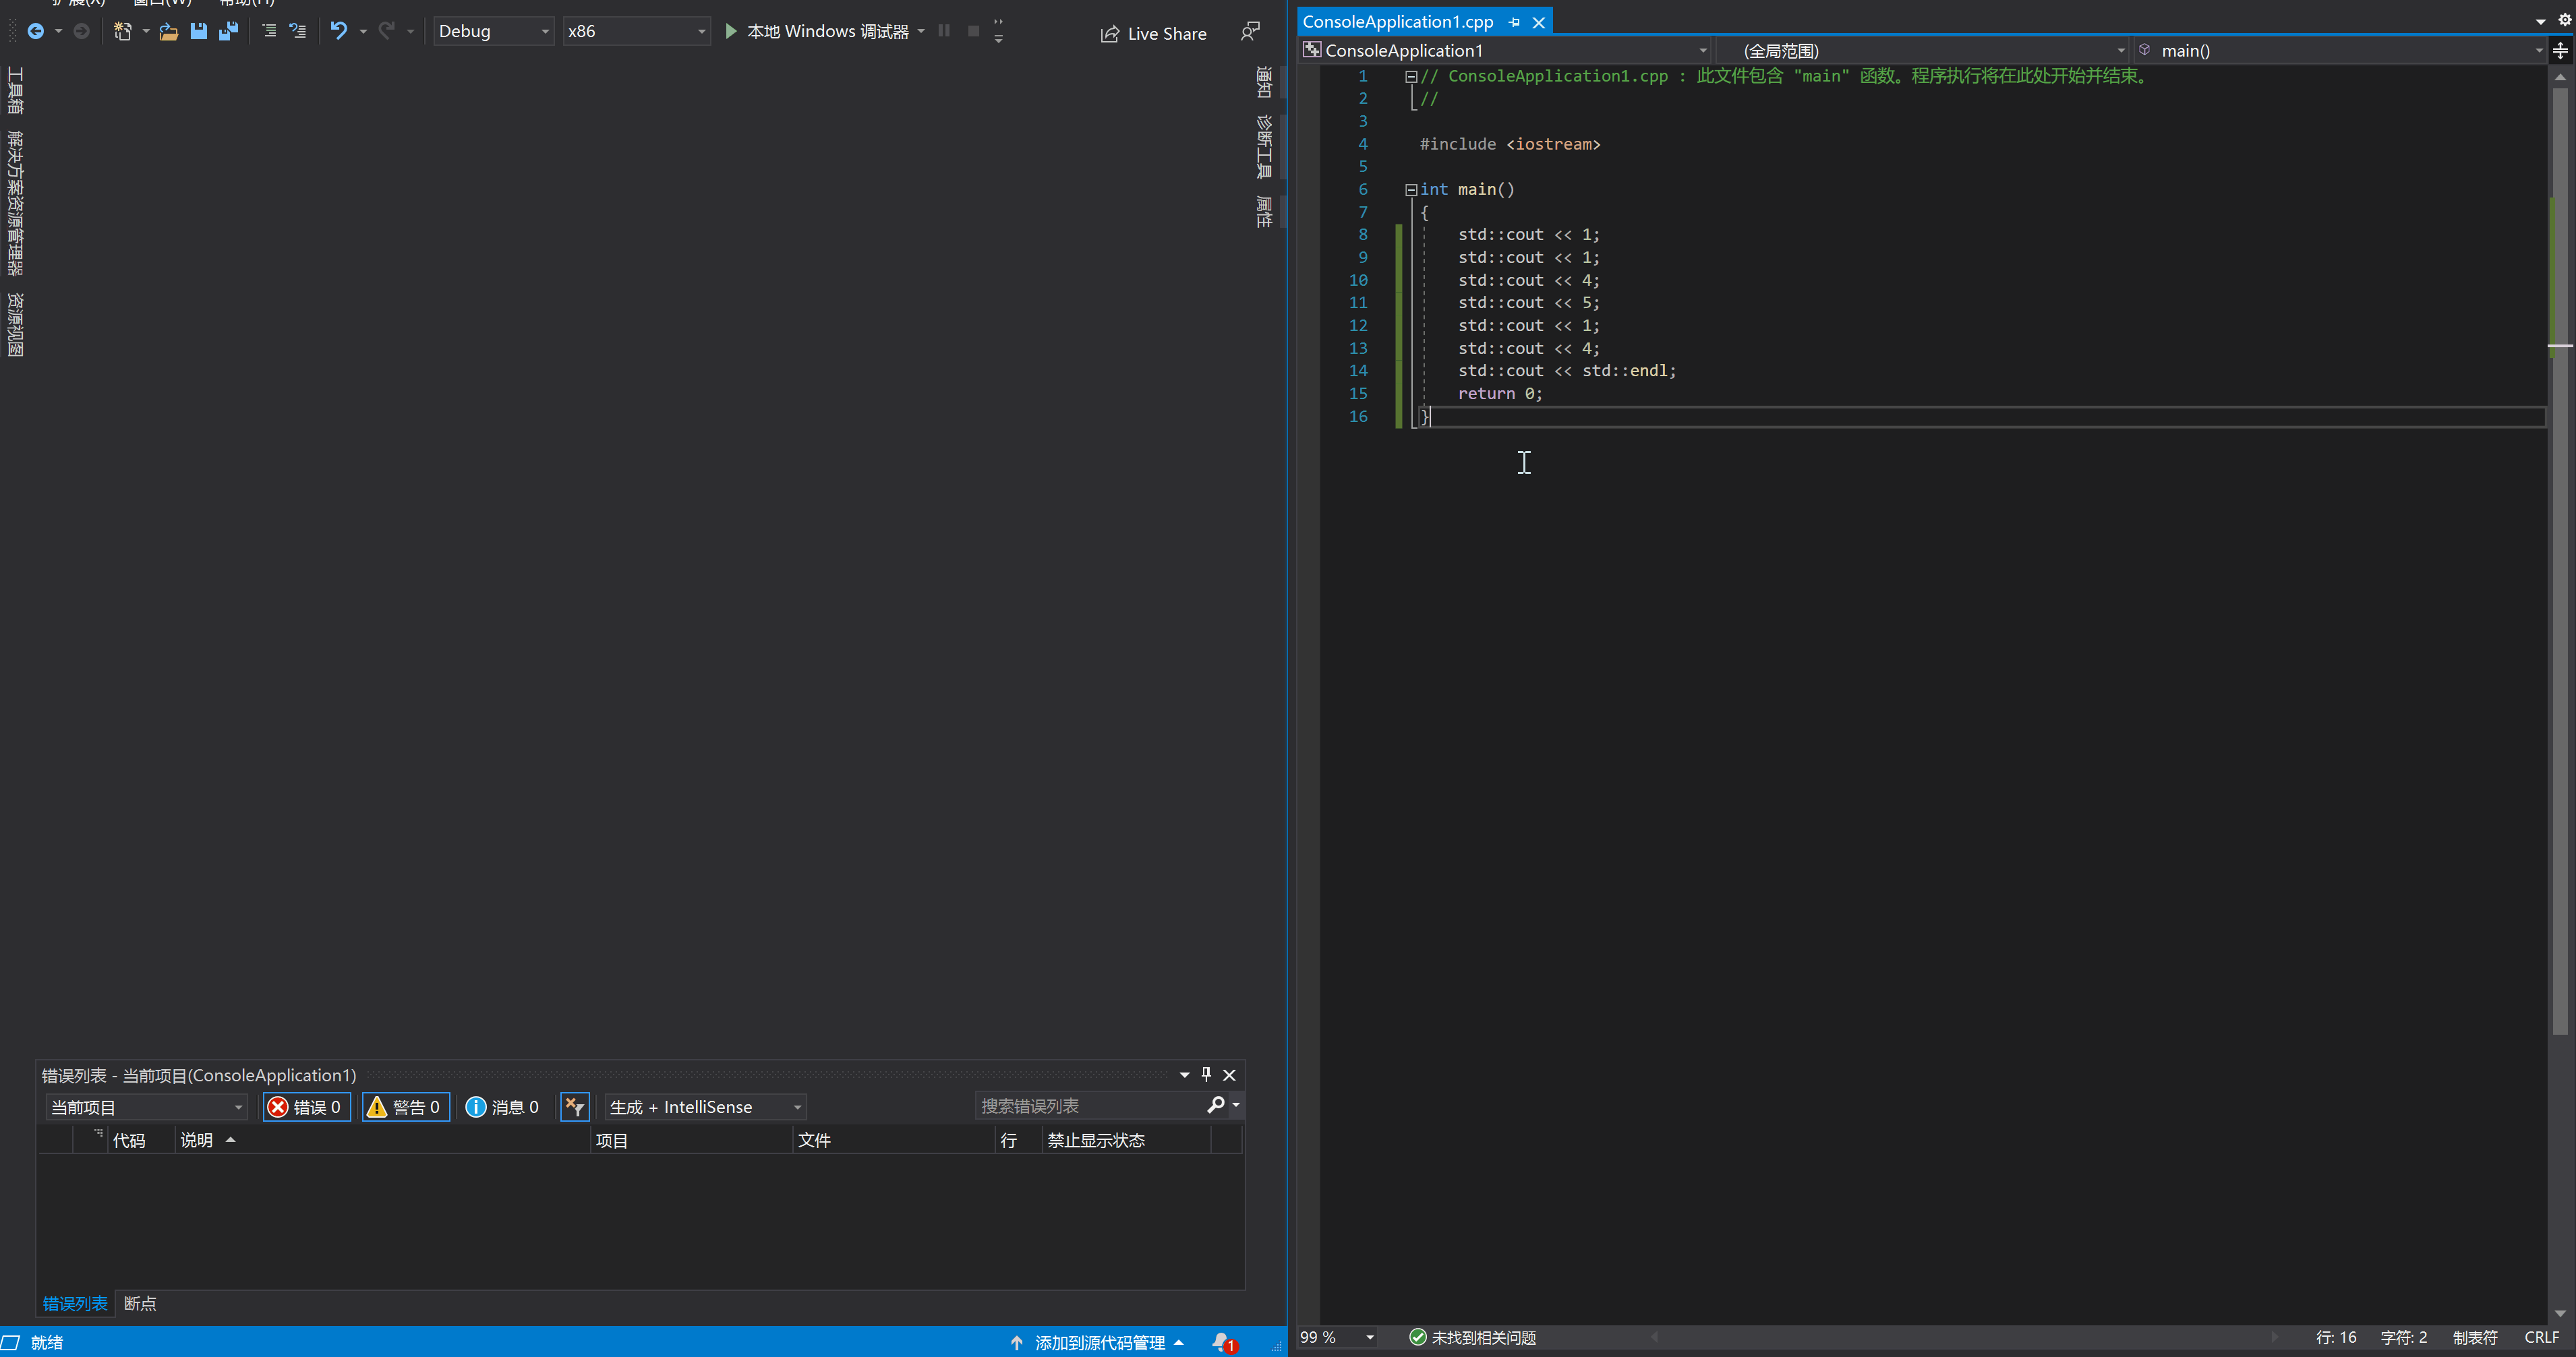 扩展(X) 窗口(W) 帮助(H)
Debug x86 本地 Windows 调试器 Live Share
工具箱
解决方案资源管理器
资源视图
通知
诊断工具
属性
错误列表 - 当前项目(ConsoleApplication1)
当前项目 错误 0 警告 0 消息 0 生成 + IntelliSense 搜索错误列表
代码 说明 项目 文件 行 禁止显示状态
错误列表 断点
就绪 添加到源代码管理 1
ConsoleApplication1.cpp
ConsoleApplication1 (全局范围) main()
1 // ConsoleApplication1.cpp : 此文件包含 "main" 函数。程序执行将在此处开始并结束。
2 //
3
4 #include <iostream>
5
6 int main()
7 {
8 std::cout << 1;
9 std::cout << 1;
10 std::cout << 4;
11 std::cout << 5;
12 std::cout << 1;
13 std::cout << 4;
14 std::cout << std::endl;
15 return 0;
16 }
99 % 未找到相关问题 行: 16 字符: 2 制表符 CRLF